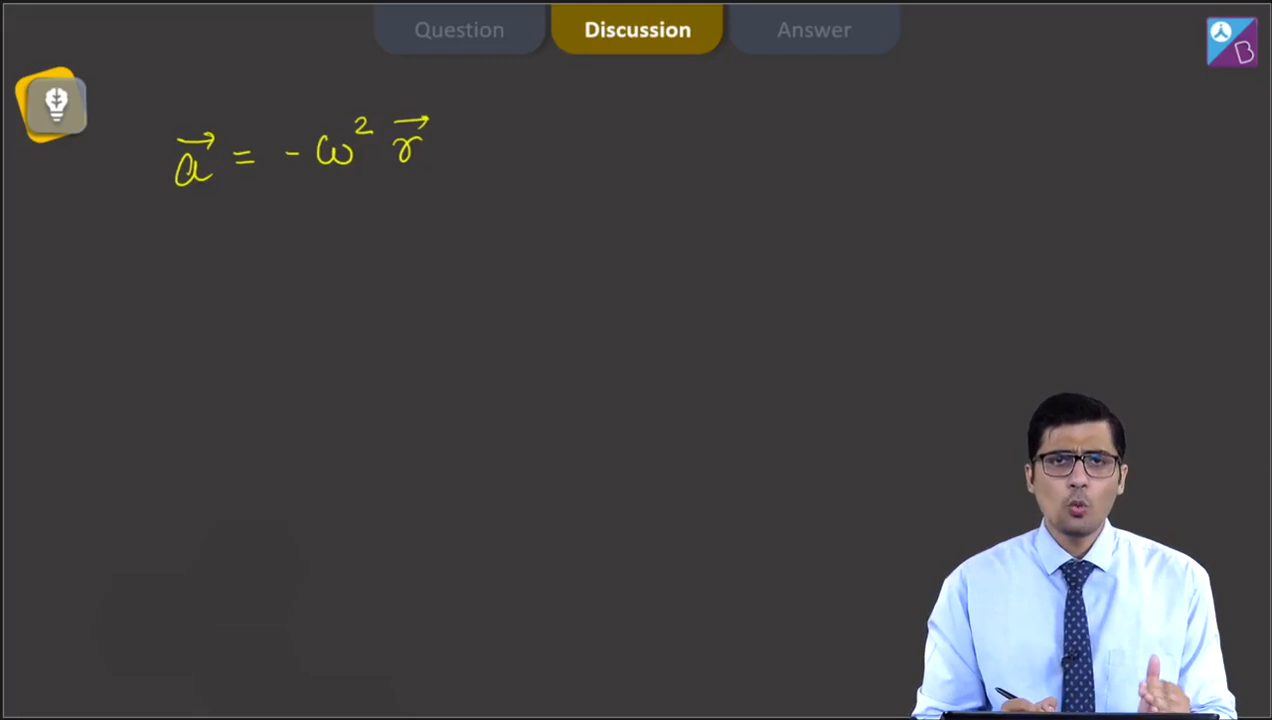 Question Discussion Answer
B
a⃗ = - ω² r⃗